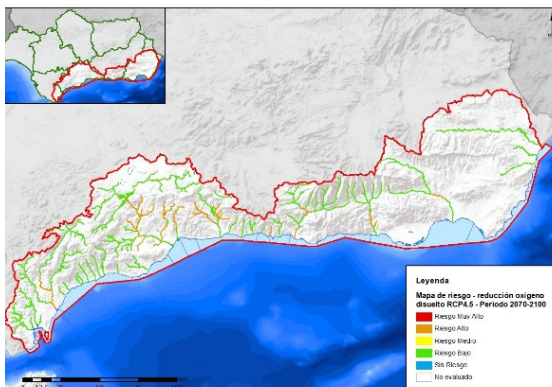 Leyenda
Mapa de riesgo - reducción oxígeno
disuelto RCP4.5 - Periodo 2070-2100
Riesgo Muy Alto
Riesgo Alto
Riesgo Medio
Riesgo Bajo
Sin Riesgo
No evaluado